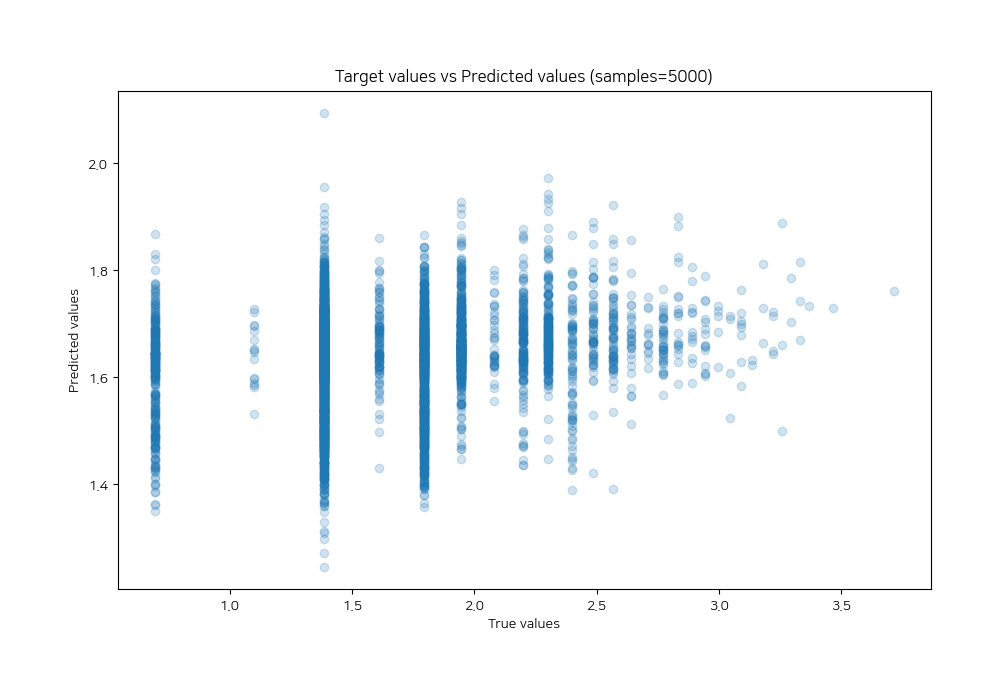 Target values vs Predicted values (samples=5000)
Predicted values
2.0
1.8
1.6
1.4
1.0 1.5 2.0 2.5 3.0 3.5
True values